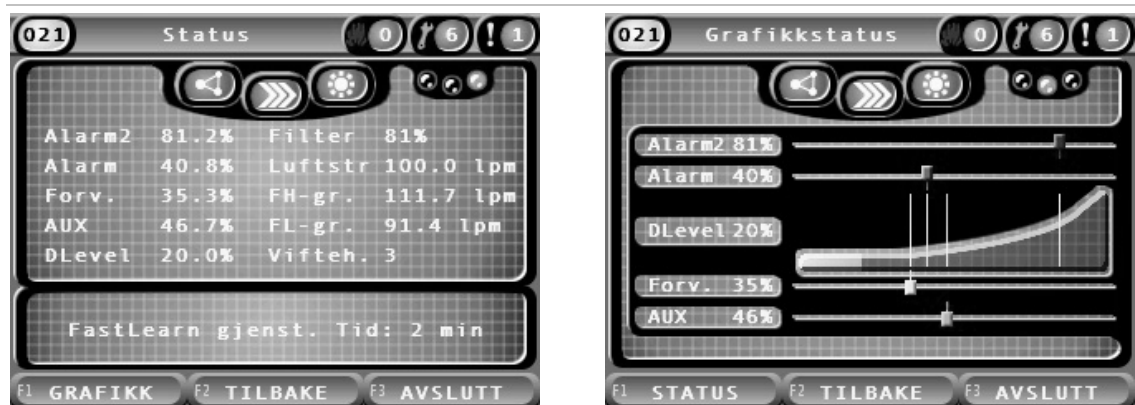 021 Status 0 6 ! 1
Alarm2 81.2% Filter 81%
Alarm 40.8% Luftstr 100.0 lpm
Forv. 35.3% FH-gr. 111.7 lpm
AUX 46.7% FL-gr. 91.4 lpm
DLevel 20.0% Vifteh. 3
FastLearn gjenst. Tid: 2 min
F1 GRAFIKK F2 TILBAKE F3 AVSLUTT
021 Grafikkstatus 0 6 ! 1
Alarm2 81%
Alarm 40%
DLevel 20%
Forv. 35%
AUX 46%
F1 STATUS F2 TILBAKE F3 AVSLUTT